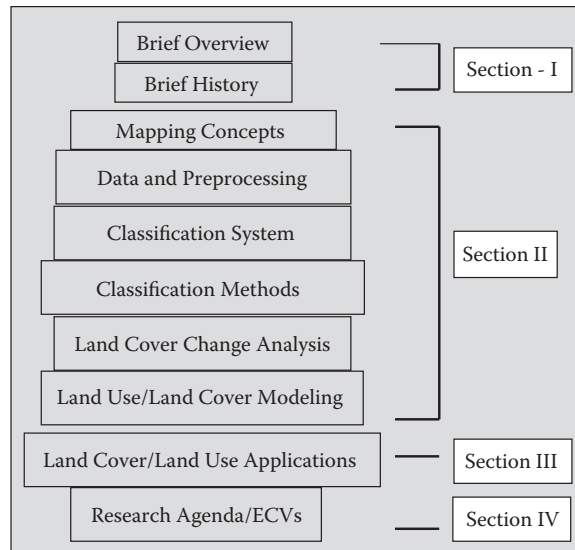 Brief Overview
Brief History
Section - I
Mapping Concepts
Data and Preprocessing
Classification System
Classification Methods
Land Cover Change Analysis
Land Use/Land Cover Modeling
Section II
Land Cover/Land Use Applications
Section III
Research Agenda/ECVs
Section IV